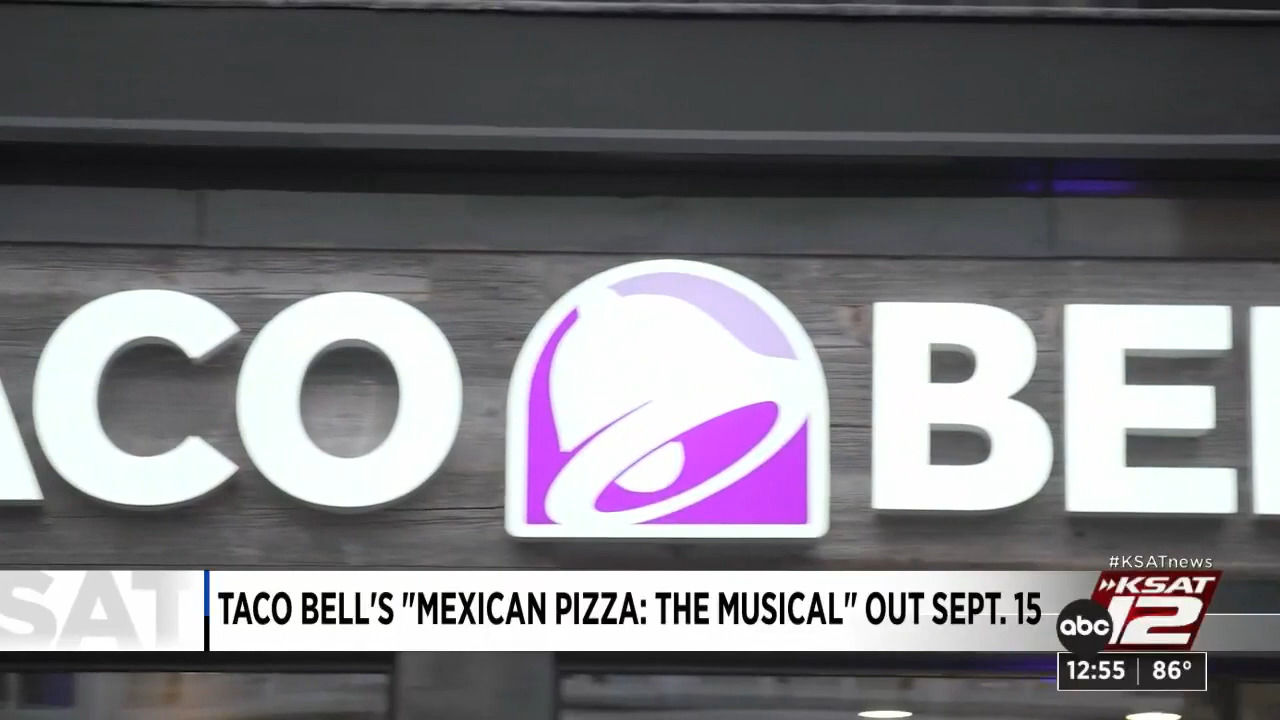 ACO BE
#KSATnews
SAT
TACO BELL'S "MEXICAN PIZZA: THE MUSICAL" OUT SEPT. 15
abc
KSAT
12
12:55 | 86°